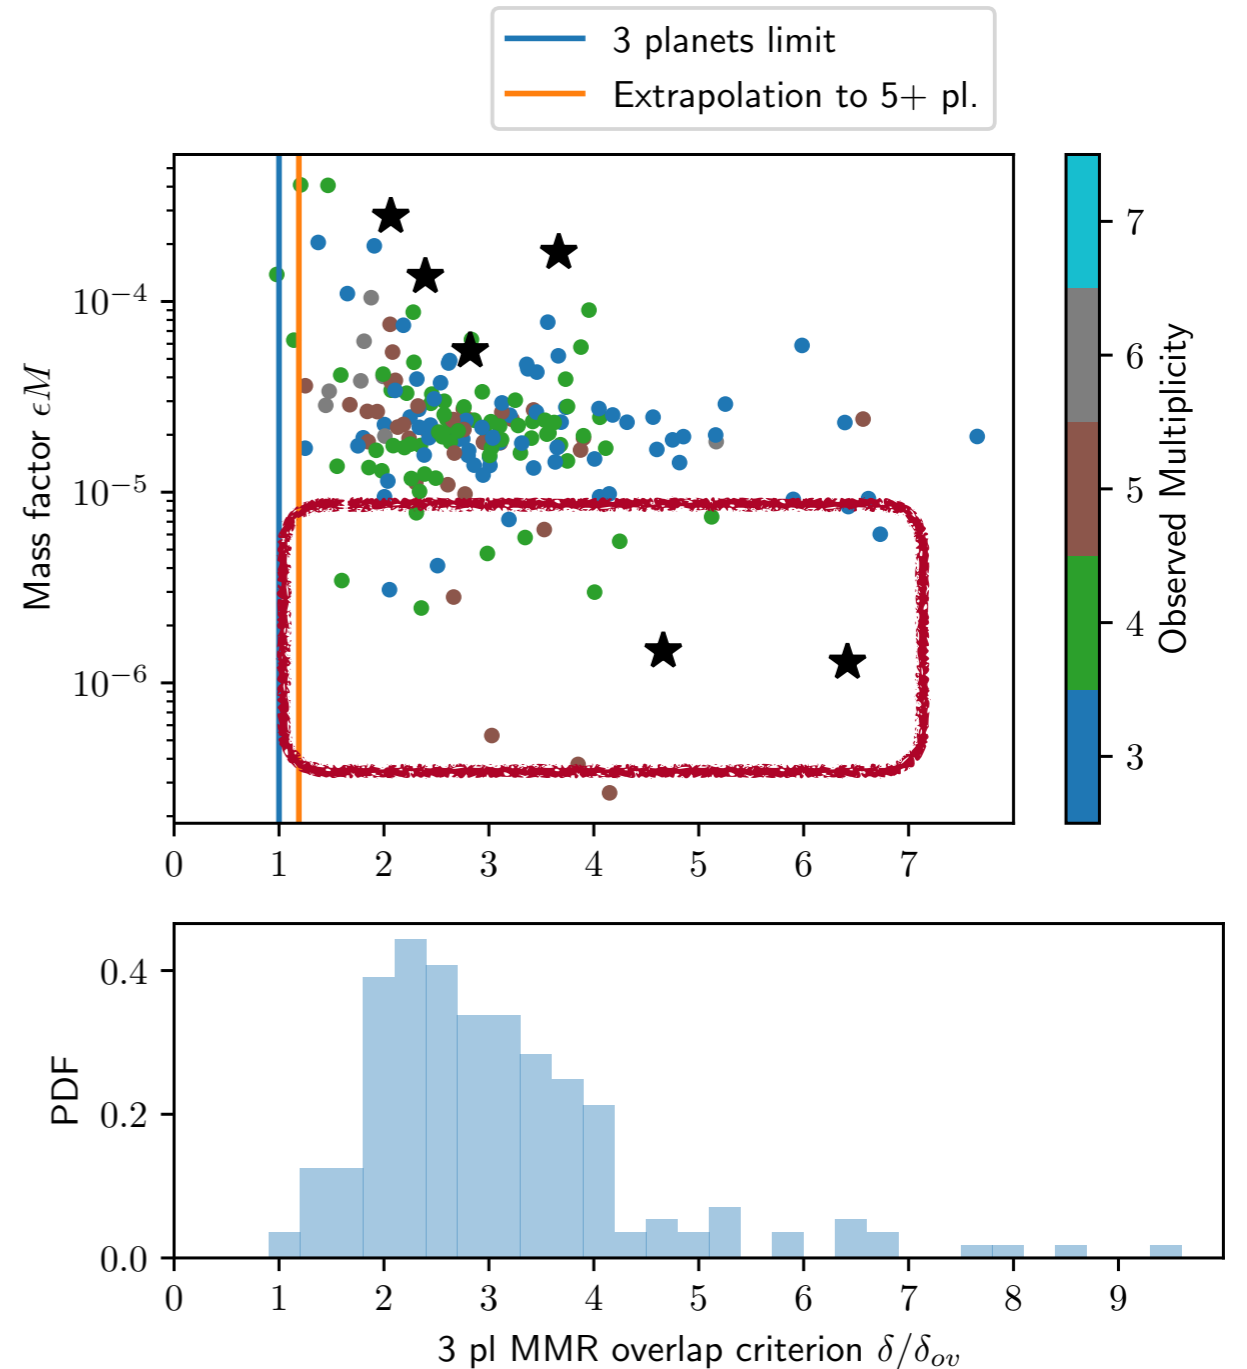 3 planets limit
Extrapolation to 5+ pl.
Mass factor ϵM
10⁻⁴
10⁻⁵
10⁻⁶
0 1 2 3 4 5 6 7
7
6
5
4
3
Observed Multiplicity
PDF
0.4
0.2
0.0
0 1 2 3 4 5 6 7 8 9
3 pl MMR overlap criterion δ/δₒᵥ